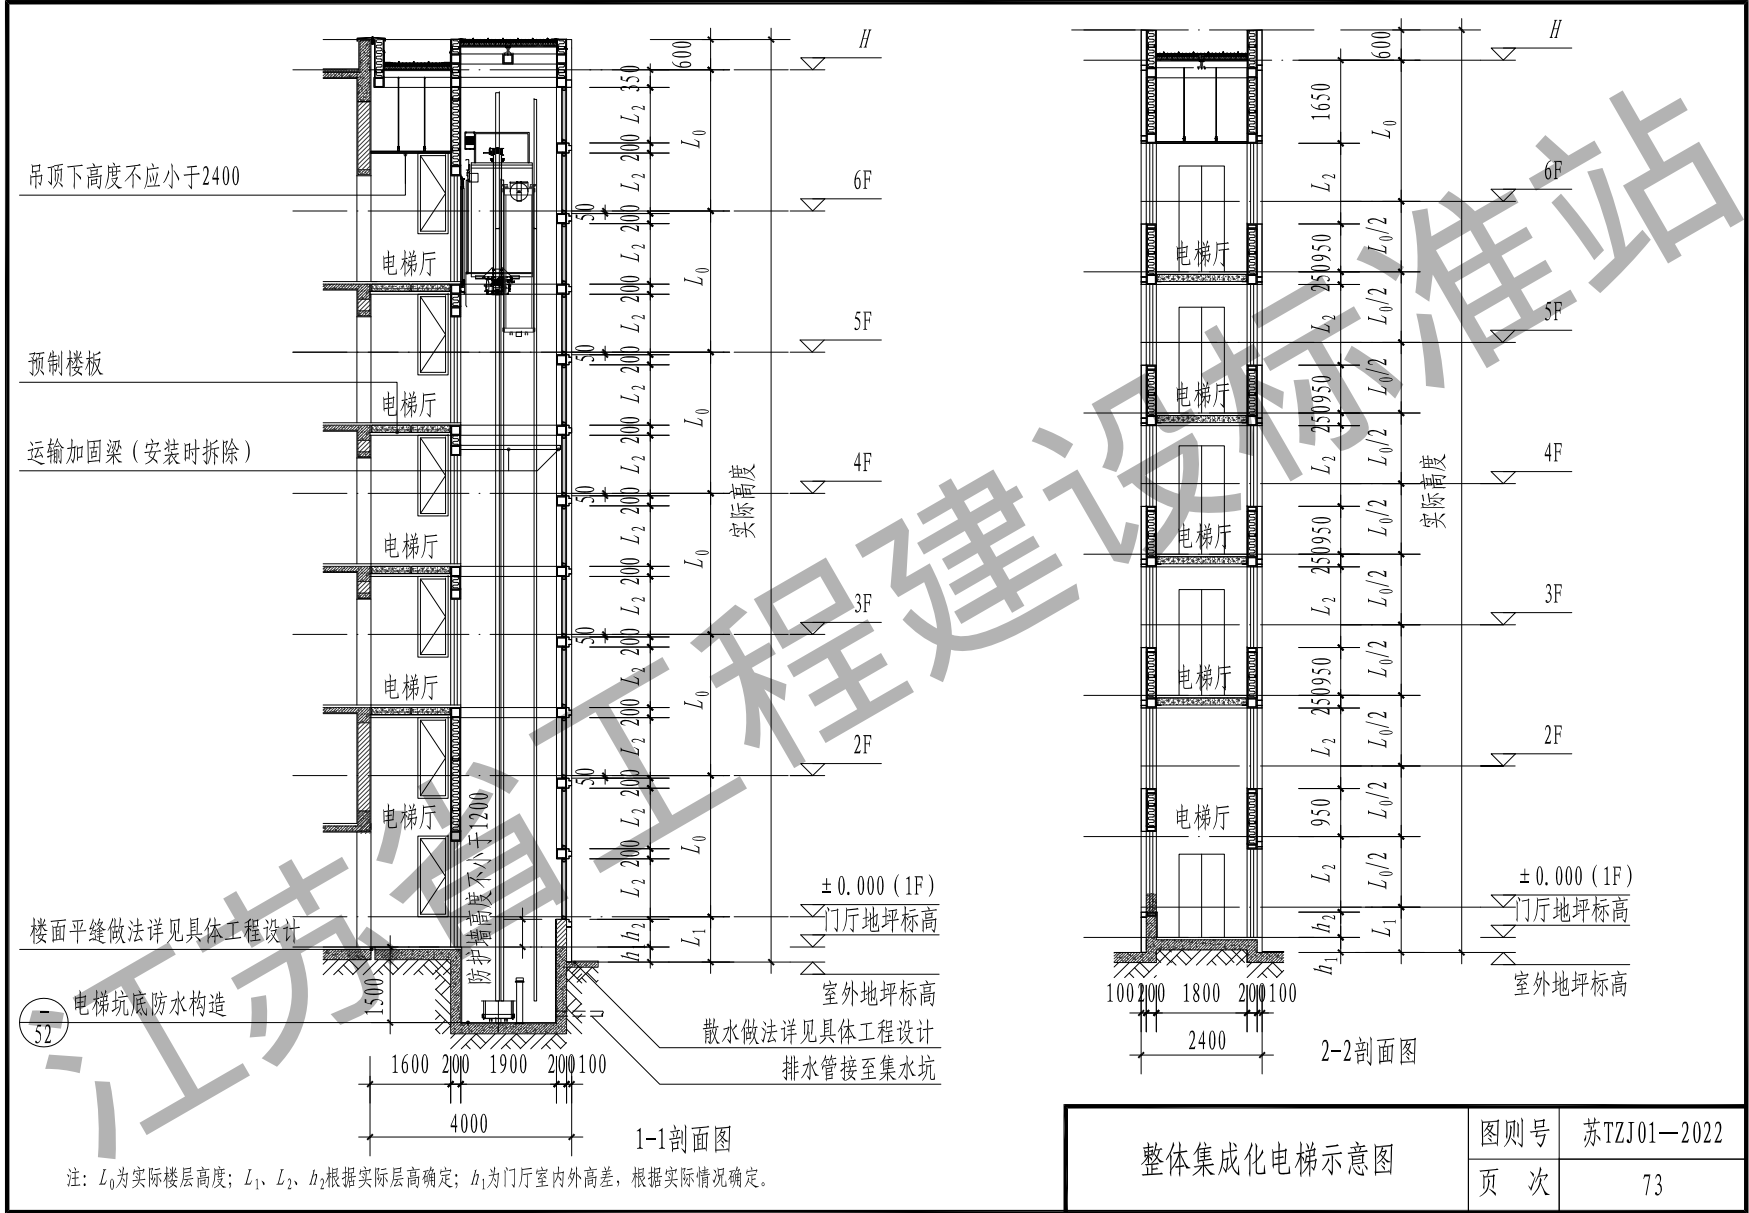 江苏省工程建设标准站
吊顶下高度不应小于2400
预制楼板
运输加固梁（安装时拆除）
楼面平缝做法详见具体工程设计
电梯坑底防水构造
-
52
电梯厅
电梯厅
电梯厅
电梯厅
电梯厅
防护墙高度不小于1200
1500
1600 200 1900 200 100
4000
1-1剖面图
散水做法详见具体工程设计
排水管接至集水坑
600
350
L2
200
L2
200
50
L2
200
L2
200
50
L2
200
L2
200
50
L2
200
L2
200
50
L2
200
L2
200
50
L2
200
L2
h2
h1
L0
L0
L0
L0
L0
L0
L1
实际高度
H
6F
5F
4F
3F
2F
±0.000（1F）
门厅地坪标高
室外地坪标高
电梯厅
电梯厅
电梯厅
电梯厅
电梯厅
600
1650
L2
950
250
L2
950
250
L2
950
250
L2
950
250
L2
950
L2
h2
h1
L0
L0/2
L0/2
L0/2
L0/2
L0/2
L0/2
L0/2
L0/2
L0/2
L0/2
L1
实际高度
H
6F
5F
4F
3F
2F
±0.000（1F）
门厅地坪标高
室外地坪标高
100 200 1800 200 100
2400
2-2剖面图
注：L0为实际楼层高度；L1、L2、h2根据实际层高确定；h1为门厅室内外高差，根据实际情况确定。
整体集成化电梯示意图
图则号 苏TZJ01—2022
页 次 73